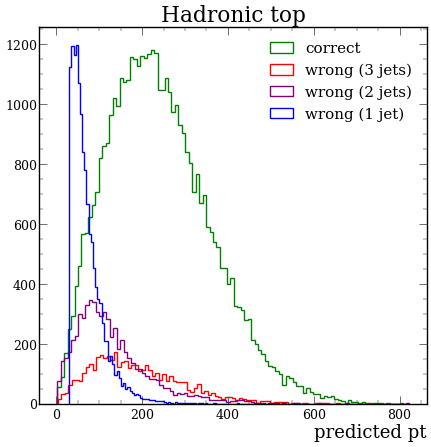 Hadronic top
correct
wrong (3 jets)
wrong (2 jets)
wrong (1 jet)
1200
1000
800
600
400
200
0
0 200 400 600 800
predicted pt